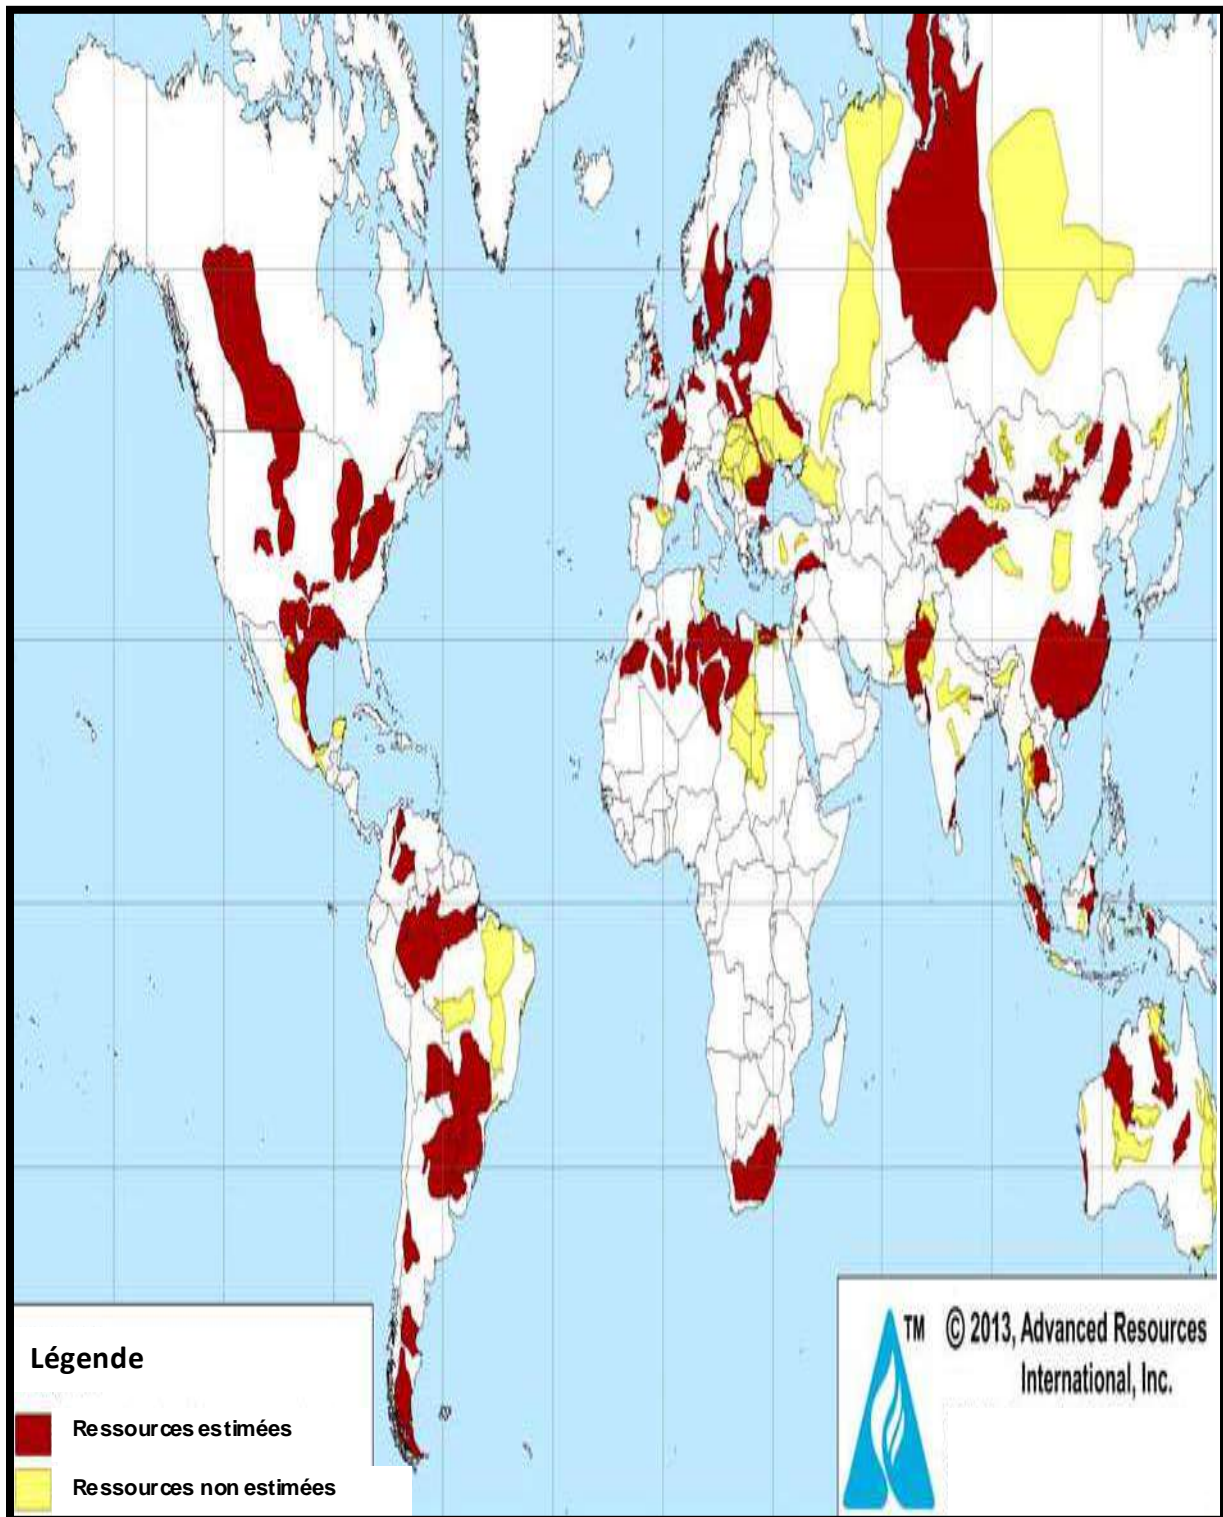 Légende
Ressources estimées
Ressources non estimées
TM © 2013, Advanced Resources
International, Inc.